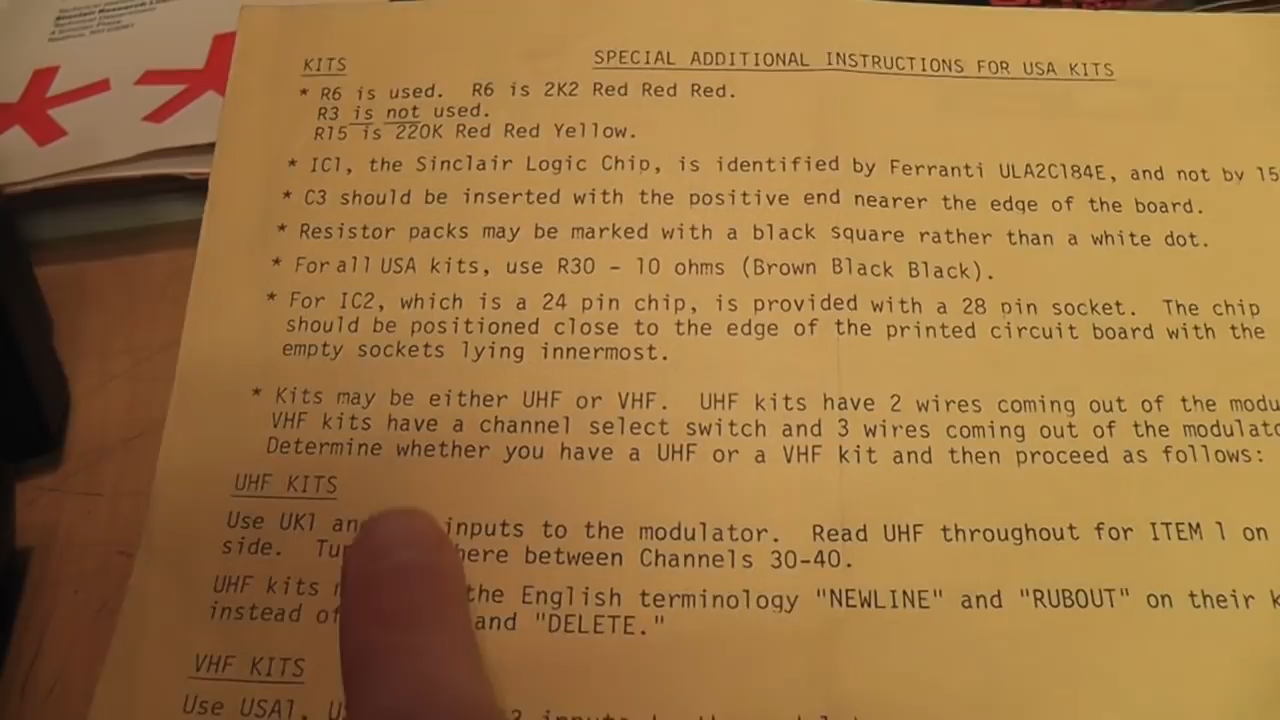 Sinclair Research
KITS
SPECIAL ADDITIONAL INSTRUCTIONS FOR USA KITS
* R6 is used. R6 is 2K2 Red Red Red.
R3 is not used.
R15 is 220K Red Red Yellow.
* IC1, the Sinclair Logic Chip, is identified by Ferranti ULA2C184E, and not by 15
* C3 should be inserted with the positive end nearer the edge of the board.
* Resistor packs may be marked with a black square rather than a white dot.
* For all USA kits, use R30 - 10 ohms (Brown Black Black).
* For IC2, which is a 24 pin chip, is provided with a 28 pin socket. The chip
should be positioned close to the edge of the printed circuit board with the
empty sockets lying innermost.
* Kits may be either UHF or VHF. UHF kits have 2 wires coming out of the modu
VHF kits have a channel select switch and 3 wires coming out of the modulato
Determine whether you have a UHF or a VHF kit and then proceed as follows:
UHF KITS
Use UK1 an inputs to the modulator. Read UHF throughout for ITEM 1 on
side. Tu here between Channels 30-40.
UHF kits the English terminology "NEWLINE" and "RUBOUT" on their k
instead of and "DELETE."
VHF KITS
Use USA1, U